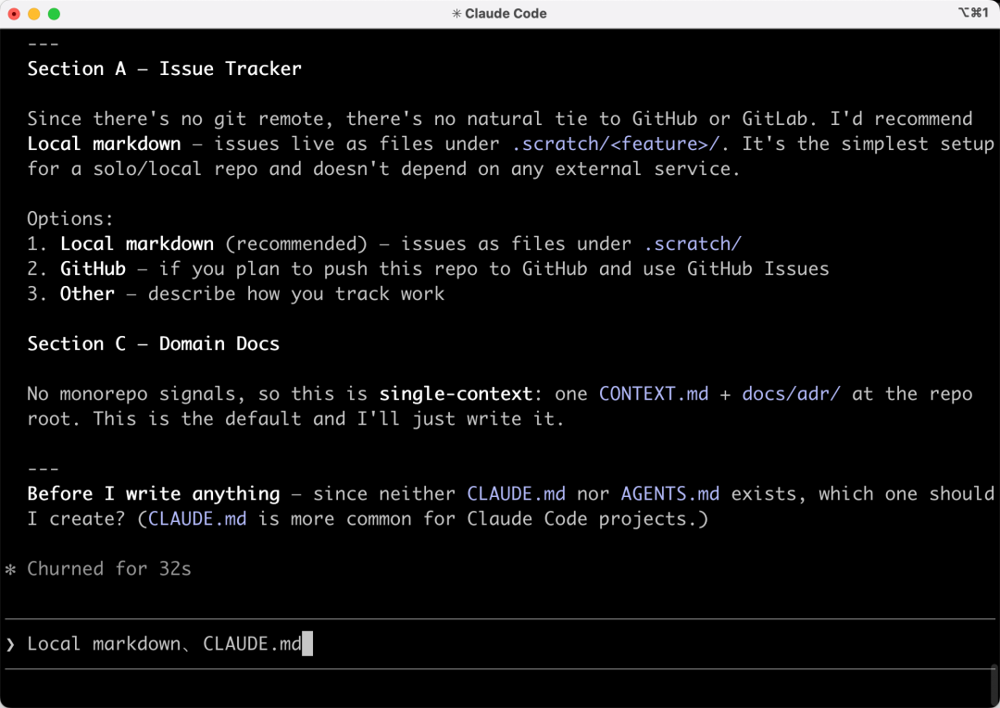 ✳ Claude Code
⌥⌘1
---
Section A — Issue Tracker
Since there's no git remote, there's no natural tie to GitHub or GitLab. I'd recommend
Local markdown — issues live as files under .scratch/<feature>/. It's the simplest setup
for a solo/local repo and doesn't depend on any external service.
Options:
1. Local markdown (recommended) — issues as files under .scratch/
2. GitHub — if you plan to push this repo to GitHub and use GitHub Issues
3. Other — describe how you track work
Section C — Domain Docs
No monorepo signals, so this is single-context: one CONTEXT.md + docs/adr/ at the repo
root. This is the default and I'll just write it.
---
Before I write anything — since neither CLAUDE.md nor AGENTS.md exists, which one should
I create? (CLAUDE.md is more common for Claude Code projects.)
✻ Churned for 32s
❯ Local markdown、CLAUDE.md